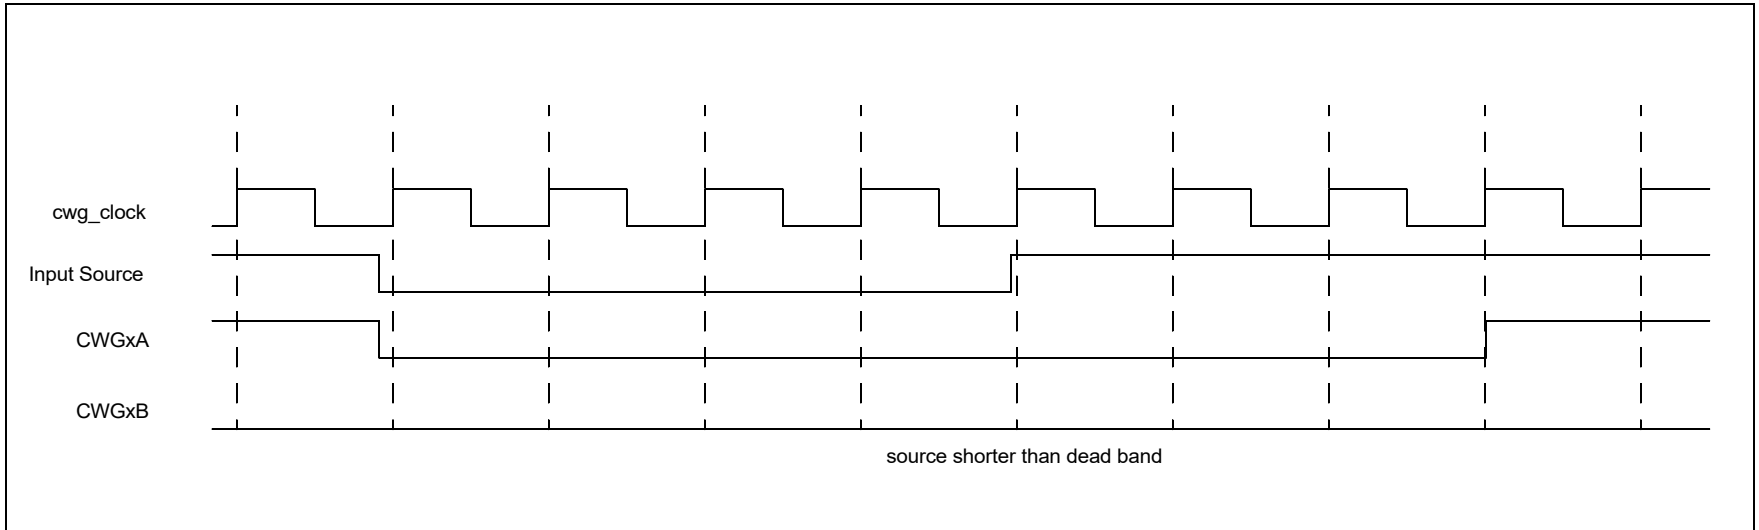 cwg_clock
Input Source
CWGxA
CWGxB
source shorter than dead band